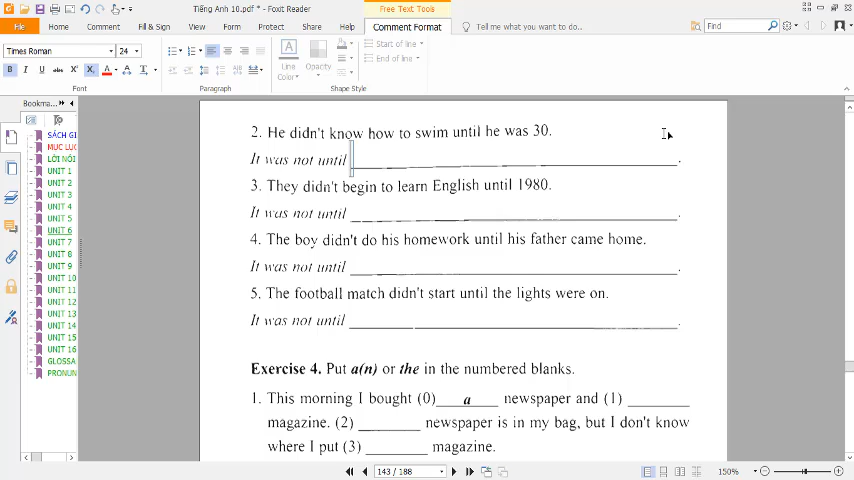 Tiếng Anh 10.pdf * - Foxit Reader
Free Text Tools
File
Home
Comment
Fill & Sign
View
Form
Protect
Share
Help
Comment Format
Tell me what you want to do..
Find
Times Roman
24
Start of line
End of line
Line
Color
Opacity
Paragraph
Shape Style
Bookma...
SÁCH GI
MỤC LỤC
LỜI NÓI
UNIT 1
UNIT 2
UNIT 3
UNIT 4
UNIT 5
UNIT 6
UNIT 7
UNIT 8
UNIT 9
UNIT 10
UNIT 11
UNIT 12
UNIT 13
UNIT 14
UNIT 15
UNIT 16
GLOSSA
PRONUN
2. He didn't know how to swim until he was 30.
It was not until ______.
3. They didn't begin to learn English until 1980.
It was not until ______.
4. The boy didn't do his homework until his father came home.
It was not until ______.
5. The football match didn't start until the lights were on.
It was not until ______.
Exercise 4. Put a(n) or the in the numbered blanks.
1. This morning I bought (0) a newspaper and (1) ______
magazine. (2) ______ newspaper is in my bag, but I don't know
where I put (3) ______ magazine.
143 / 188
150%